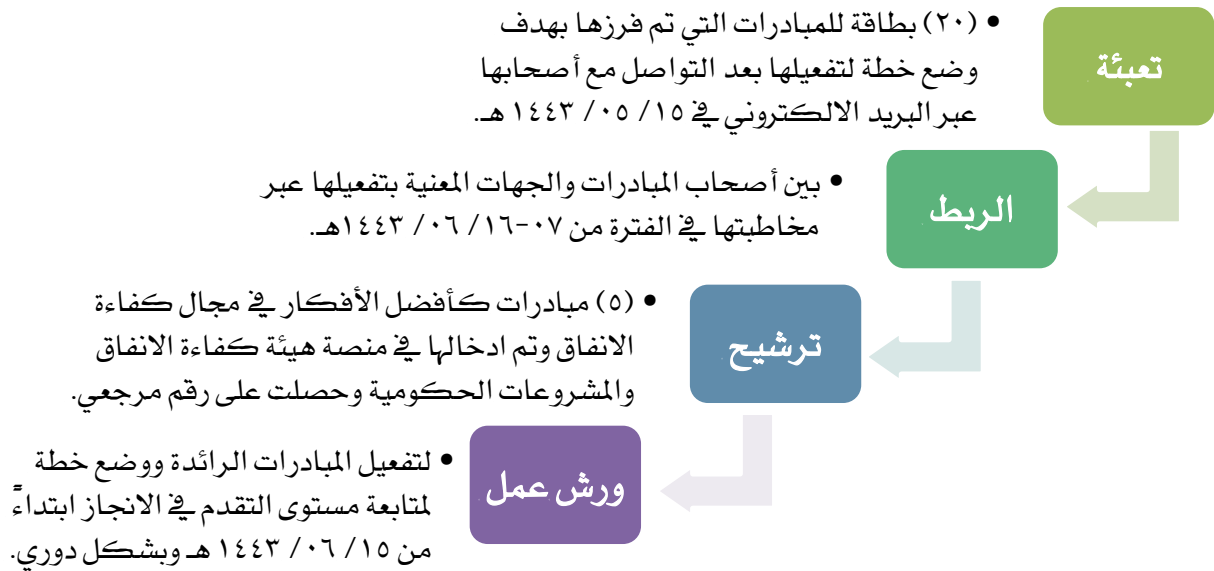 تعبئة
• (٢٠) بطاقة للمبادرات التي تم فرزها بهدف
وضع خطة لتفعيلها بعد التواصل مع أصحابها
عبر البريد الالكتروني في ١٥/ ٠٥/ ١٤٤٣ هـ.
الربط
• بين أصحاب المبادرات والجهات المعنية بتفعيلها عبر
مخاطبتها في الفترة من ٠٧-١٦/ ٠٦/ ١٤٤٣هـ.
ترشيح
• (٥) مبادرات كأفضل الأفكار في مجال كفاءة
الانفاق وتم ادخالها في منصة هيئة كفاءة الانفاق
والمشروعات الحكومية وحصلت على رقم مرجعي.
ورش عمل
• لتفعيل المبادرات الرائدة ووضع خطة
لمتابعة مستوى التقدم في الانجاز ابتداءً
من ١٥/ ٠٦/ ١٤٤٣ هـ وبشكل دوري.